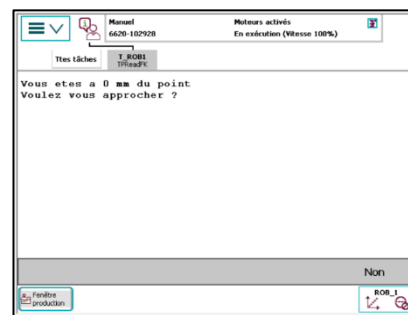 Manuel
6620-102928
Moteurs activés
En exécution (Vitesse 100%)
Ttes tâches
T_ROB1
TPReadFK
Vous etes a 0 mm du point
Voulez vous approcher ?
Non
Fenêtre
production
ROB_1